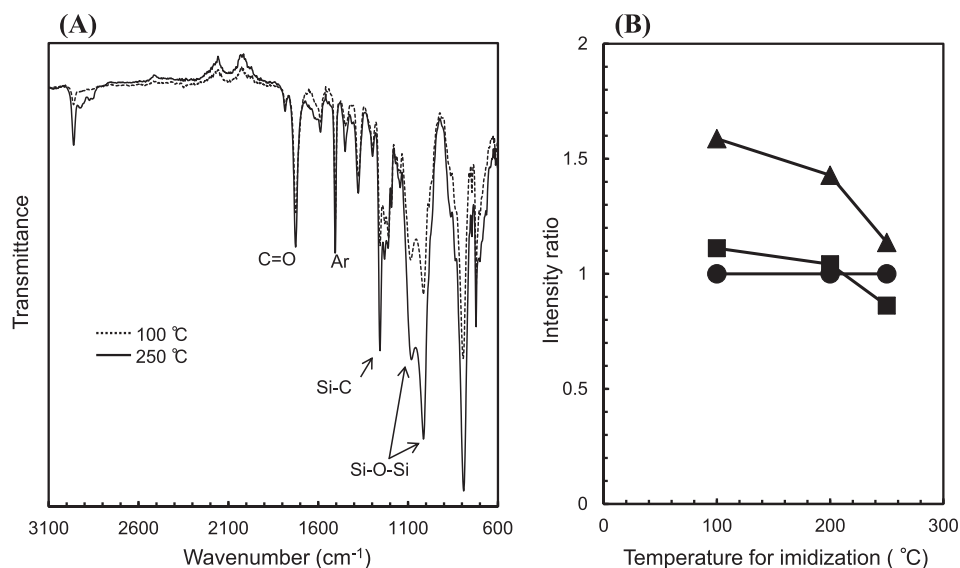 (A)
Transmittance
C=O
Ar
100 ℃
250 ℃
Si-C
Si-O-Si
3100 2600 2100 1600 1100 600
Wavenumber (cm⁻¹)
(B)
Intensity ratio
2
1.5
1
0.5
0
0 100 200 300
Temperature for imidization ( ℃)